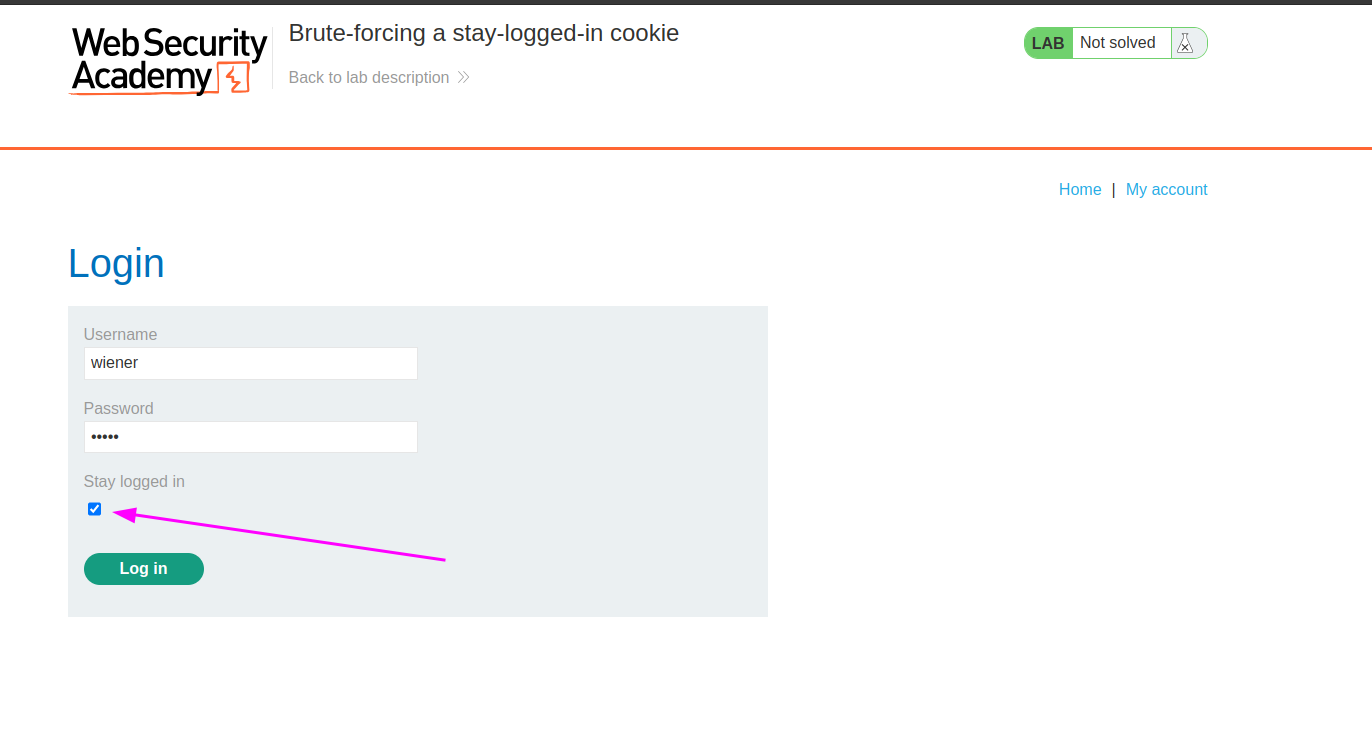 Web Security
Academy
Brute-forcing a stay-logged-in cookie
Back to lab description
LAB
Not solved
Home | My account
Login
Username
wiener
Password
•••••
Stay logged in
Log in